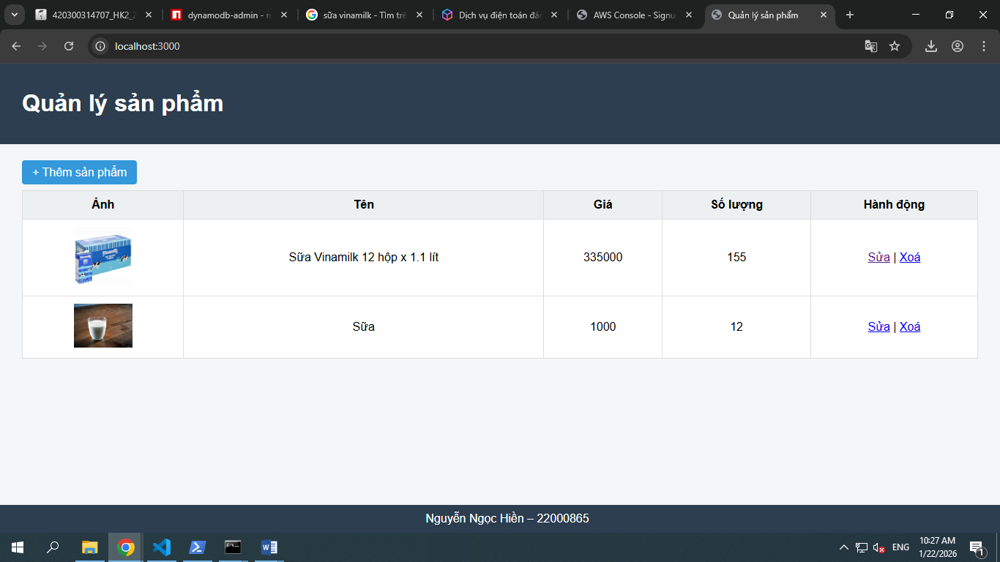 420300314707_HK2_2
dynamodb-admin - n
sữa vinamilk - Tìm trê
Dịch vụ điện toán đá
AWS Console - Signu
Quản lý sản phẩm
localhost:3000
Quản lý sản phẩm
+ Thêm sản phẩm
Ảnh Tên Giá Số lượng Hành động
Vinamilk
Sữa Vinamilk 12 hộp x 1.1 lít 335000 155 Sửa | Xoá
Sữa 1000 12 Sửa | Xoá
Nguyễn Ngọc Hiền – 22000865
ENG
10:27 AM
1/22/2026
1